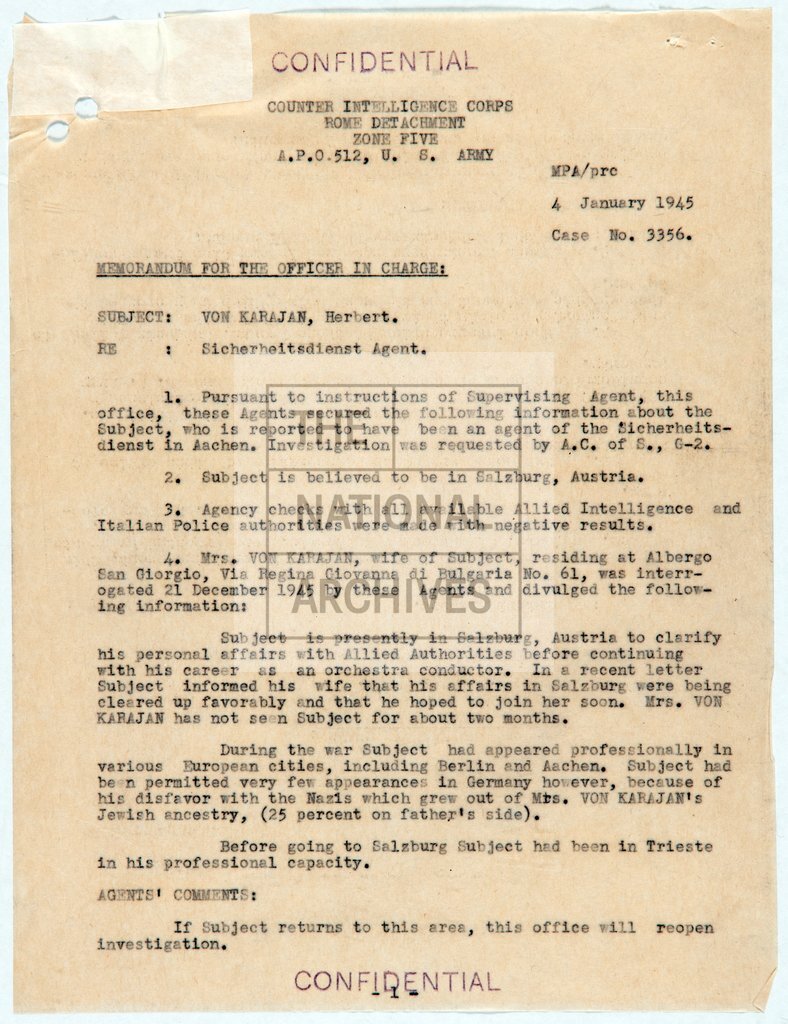 CONFIDENTIAL
COUNTER INTELLIGENCE CORPS
ROME DETACHMENT
ZONE FIVE
A.P.O.512, U. S. ARMY
MPA/prc
4 January 1945
Case No. 3356.
MEMORANDUM FOR THE OFFICER IN CHARGE:
SUBJECT: VON KARAJAN, Herbert.
RE : Sicherheitsdienst Agent.
1. Pursuant to instructions of Supervising Agent, this
office, these Agents secured the following information about the
Subject, who is reported to have been an agent of the Sicherheits-
dienst in Aachen. Investigation was requested by A.C. of S., G-2.
2. Subject is believed to be in Salzburg, Austria.
3. Agency checks with all available Allied Intelligence and
Italian Police authorities were made with negative results.
4. Mrs. VON KARAJAN, wife of Subject, residing at Albergo
San Giorgio, Via Regina Giovanna di Bulgaria No. 61, was interr-
ogated 21 December 1945 by these Agents and divulged the follow-
ing information:
Subject is presently in Salzburg, Austria to clarify
his personal affairs with Allied Authorities before continuing
with his career as an orchestra conductor. In a recent letter
Subject informed his wife that his affairs in Salzburg were being
cleared up favorably and that he hoped to join her soon. Mrs. VON
KARAJAN has not seen Subject for about two months.
During the war Subject had appeared professionally in
various European cities, including Berlin and Aachen. Subject had
been permitted very few appearances in Germany however, because of
his disfavor with the Nazis which grew out of Mrs. VON KARAJAN's
Jewish ancestry, (25 percent on father's side).
Before going to Salzburg Subject had been in Trieste
in his professional capacity.
AGENTS' COMMENTS:
If Subject returns to this area, this office will reopen
investigation.
CONFIDENTIAL
- 1 -
THE
NATIONAL
ARCHIVES